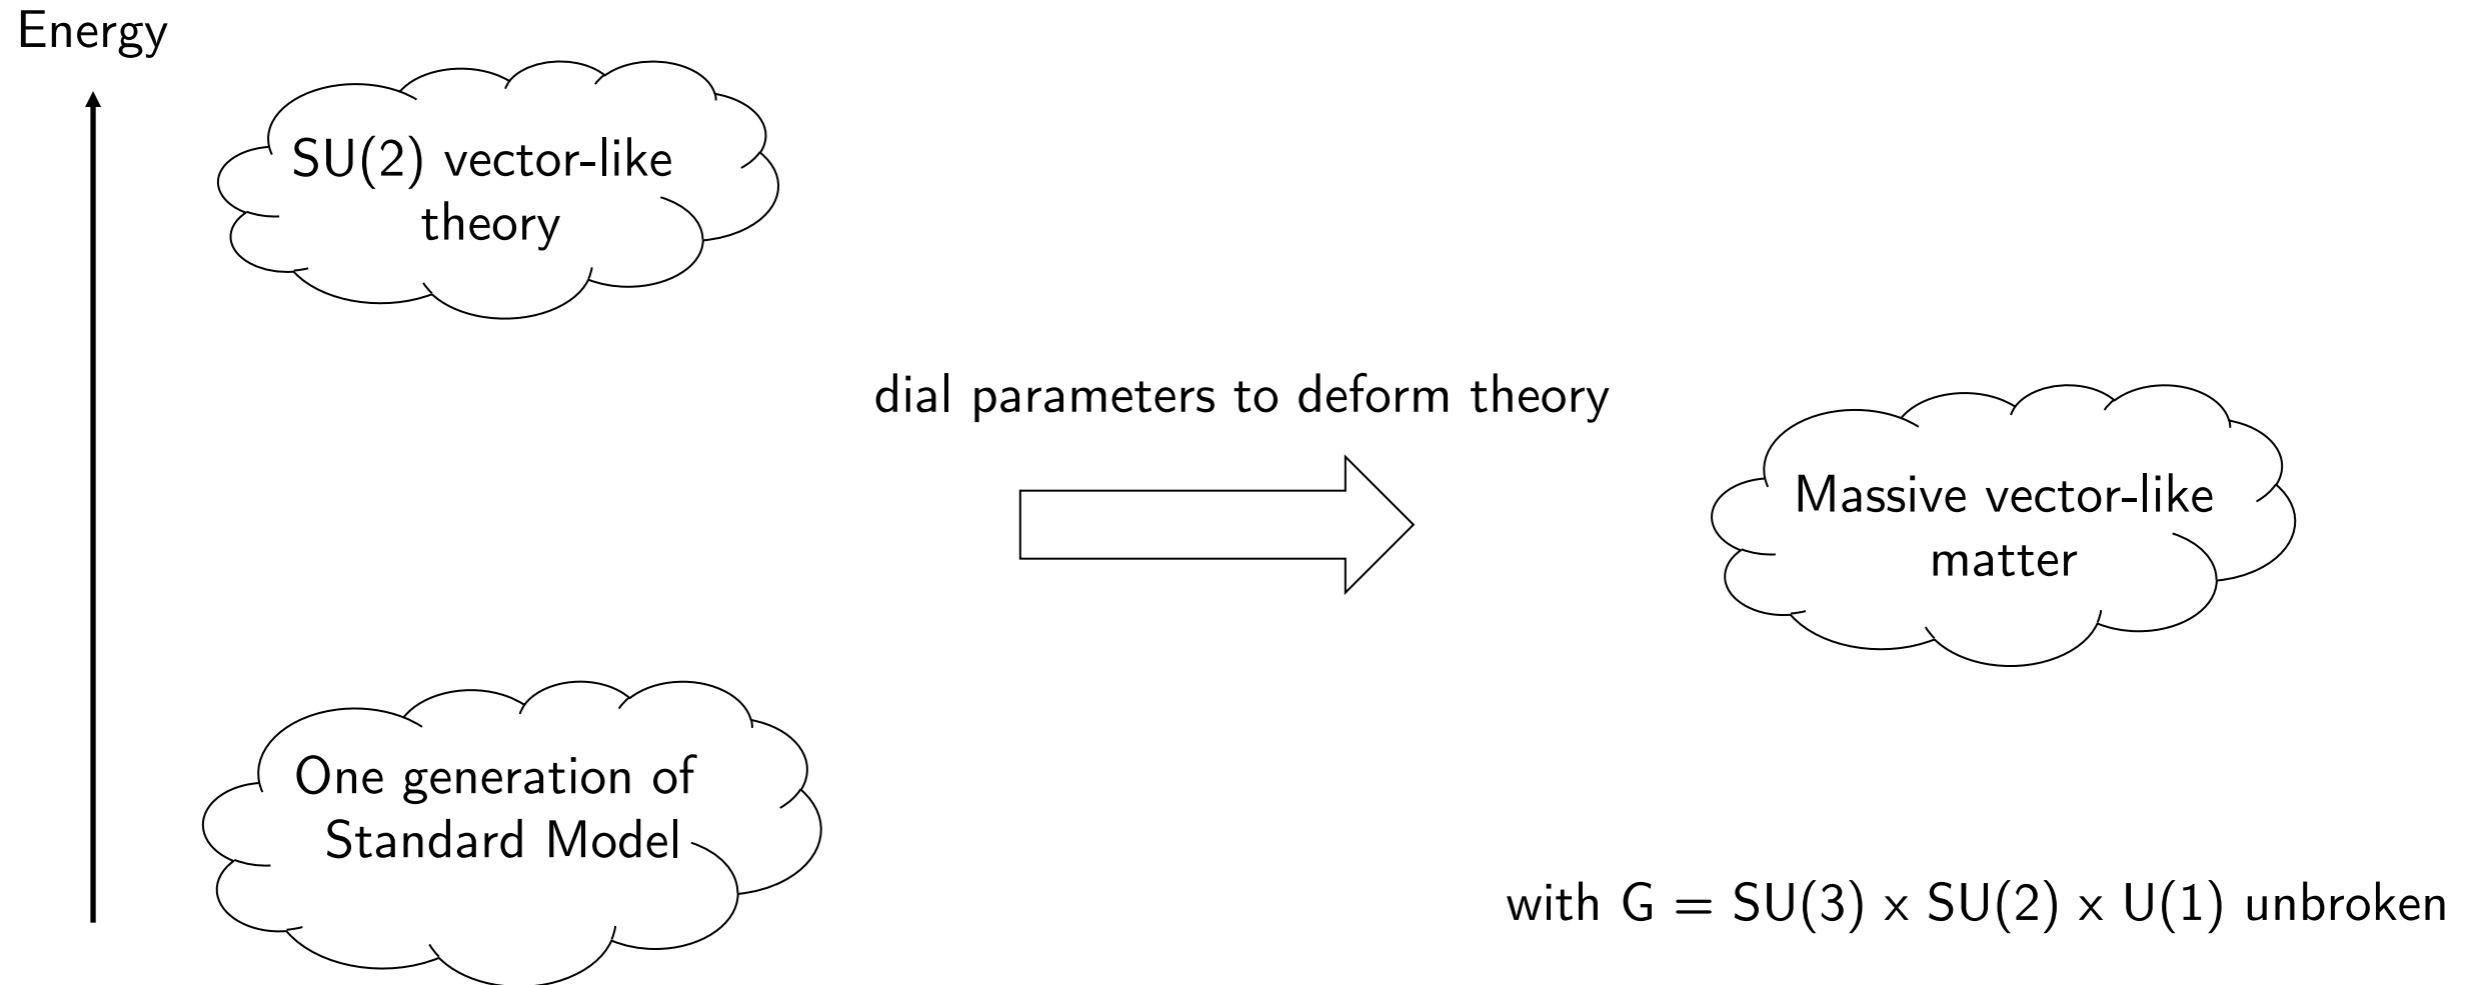 Energy
SU(2) vector-like
theory
dial parameters to deform theory
Massive vector-like
matter
One generation of
Standard Model
with G = SU(3) x SU(2) x U(1) unbroken